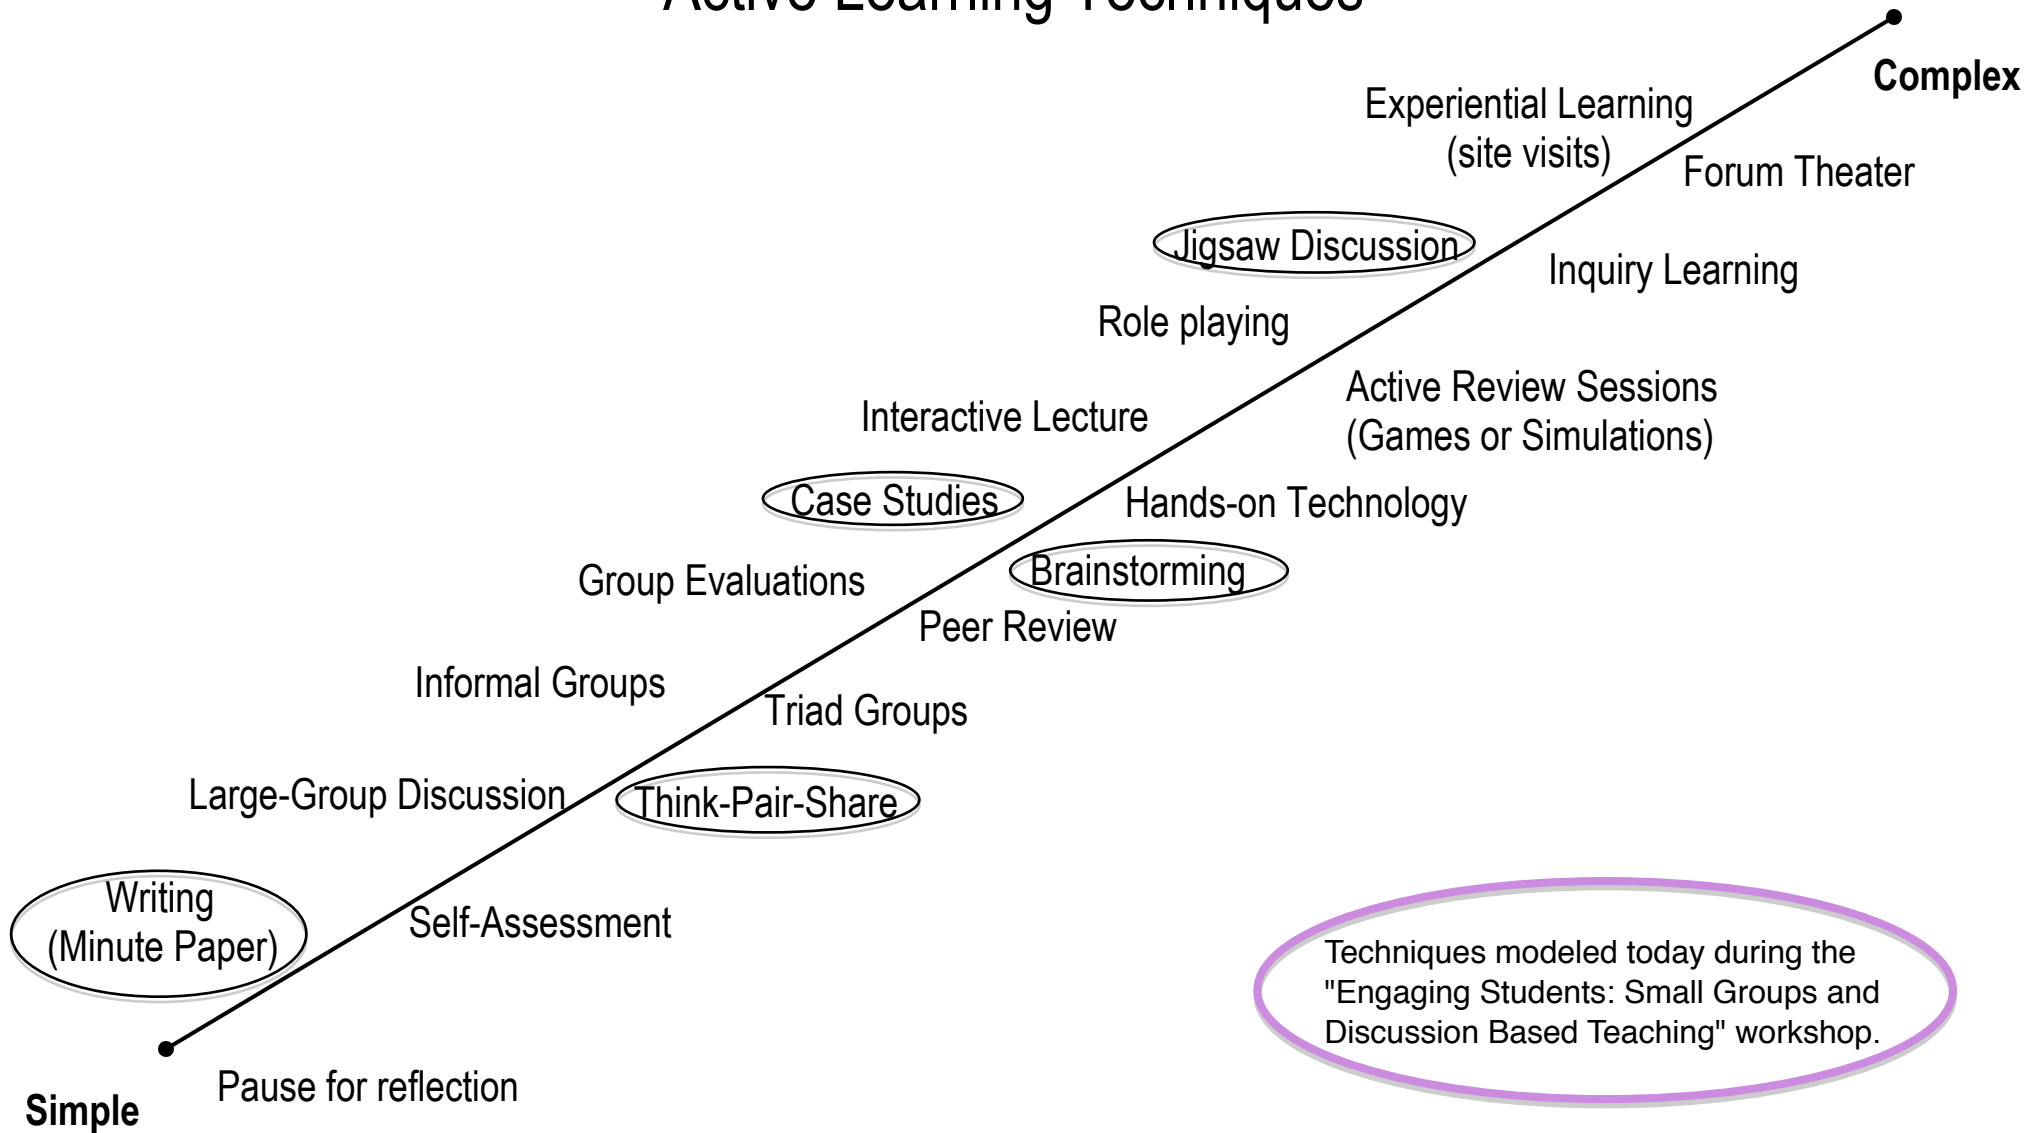 Active Learning Techniques
Complex
Experiential Learning
(site visits)
Forum Theater
Jigsaw Discussion
Inquiry Learning
Role playing
Active Review Sessions
(Games or Simulations)
Interactive Lecture
Case Studies
Hands-on Technology
Brainstorming
Group Evaluations
Peer Review
Informal Groups
Triad Groups
Large-Group Discussion
Think-Pair-Share
Writing
(Minute Paper)
Self-Assessment
Techniques modeled today during the
"Engaging Students: Small Groups and
Discussion Based Teaching" workshop.
Pause for reflection
Simple